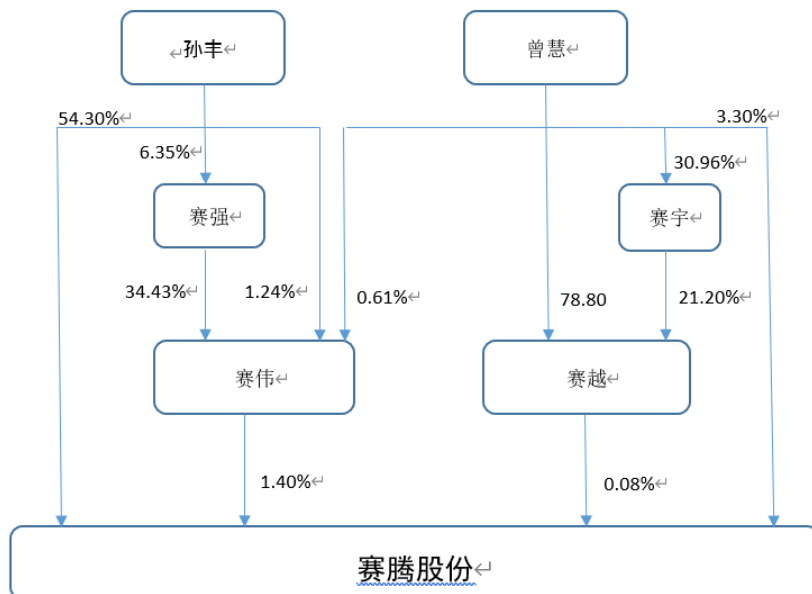 孙丰
曾慧
54.30%
3.30%
6.35%
30.96%
赛强
赛宇
34.43%
1.24%
0.61%
78.80
21.20%
赛伟
赛越
1.40%
0.08%
赛腾股份